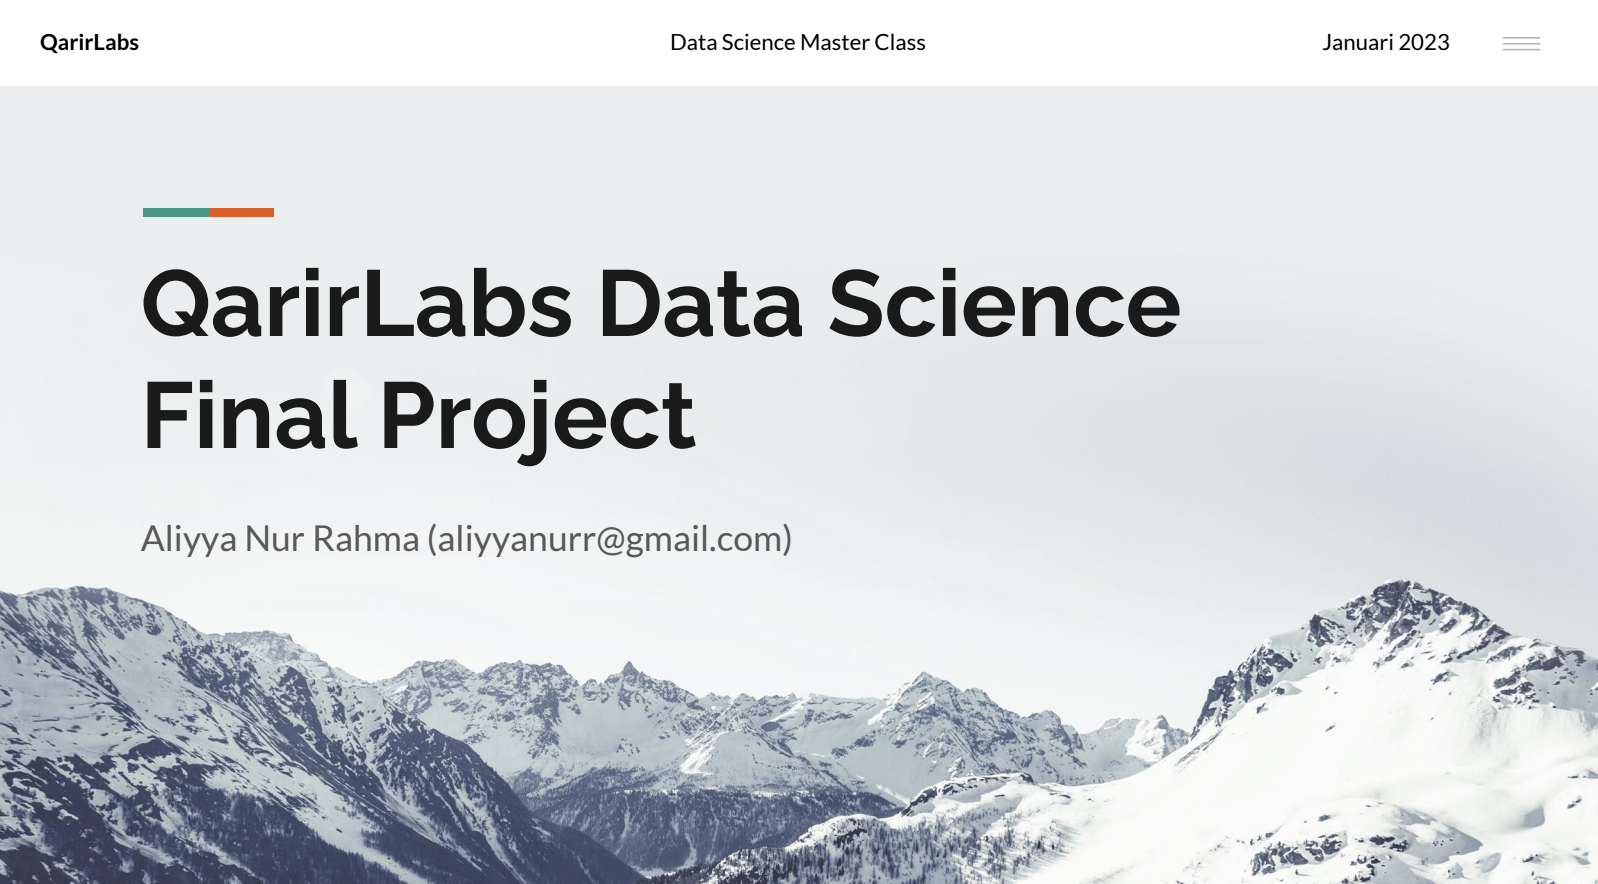 QarirLabs
Data Science Master Class
Januari 2023
QarirLabs Data Science
Final Project
Aliyya Nur Rahma (aliyyanurr@gmail.com)